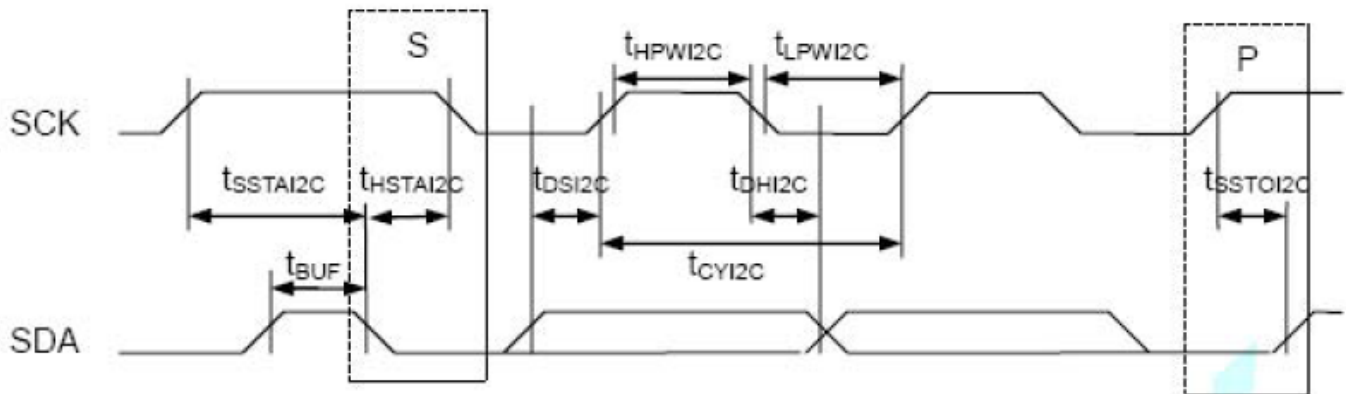 S
P
tHPWI2C
tLPWI2C
SCK
tSSTAI2C
tHSTAI2C
tDSI2C
tDHI2C
tSSTOI2C
tBUF
tCYI2C
SDA